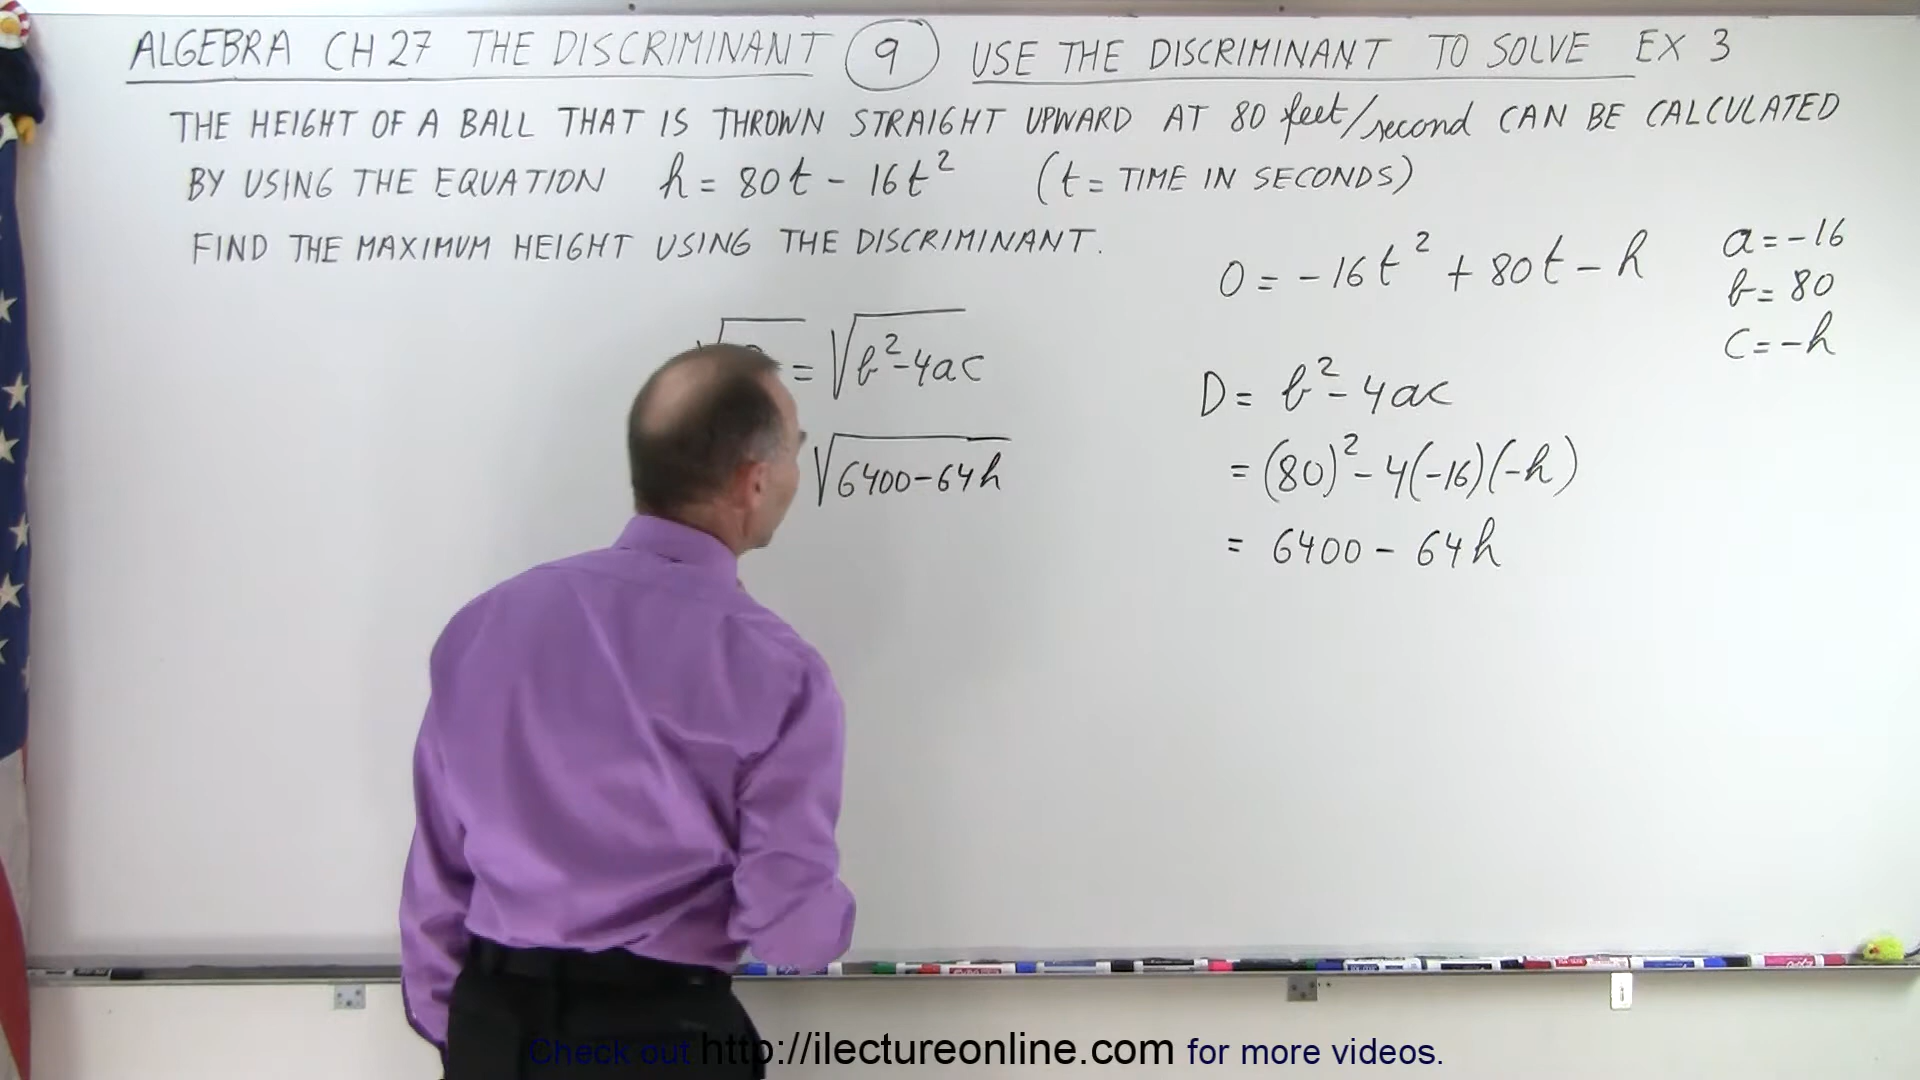 ALGEBRA CH 27 THE DISCRIMINANT 9 USE THE DISCRIMINANT TO SOLVE EX 3
THE HEIGHT OF A BALL THAT IS THROWN STRAIGHT UPWARD AT 80 feet/second CAN BE CALCULATED
BY USING THE EQUATION h = 80t - 16t² (t = TIME IN SECONDS)
FIND THE MAXIMUM HEIGHT USING THE DISCRIMINANT.
0 = -16t² + 80t - h
a = -16
b = 80
c = -h
= √b²-4ac
√6400-64h
D = b² - 4ac
= (80)² - 4(-16)(-h)
= 6400 - 64h
Check out http://ilectureonline.com for more videos.